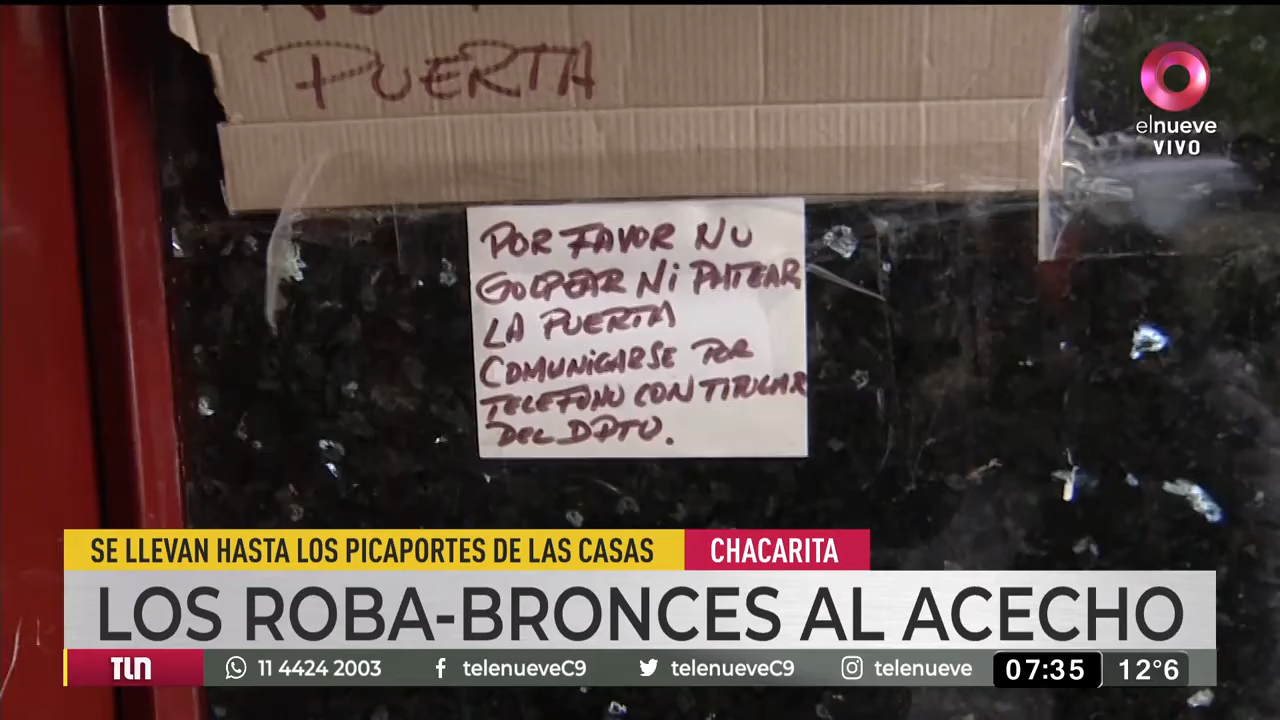 PUERTA
elnueve
VIVO
POR FAVOR NO
GOLPEAR NI PATEAR
LA PUERTA
COMUNICARSE POR
TELEFONO CON TITULAR
DEL DPTO.
SE LLEVAN HASTA LOS PICAPORTES DE LAS CASAS
CHACARITA
LOS ROBA-BRONCES AL ACECHO
TLN
11 4424 2003
telenueveC9
telenueveC9
telenueve
07:35
12°6